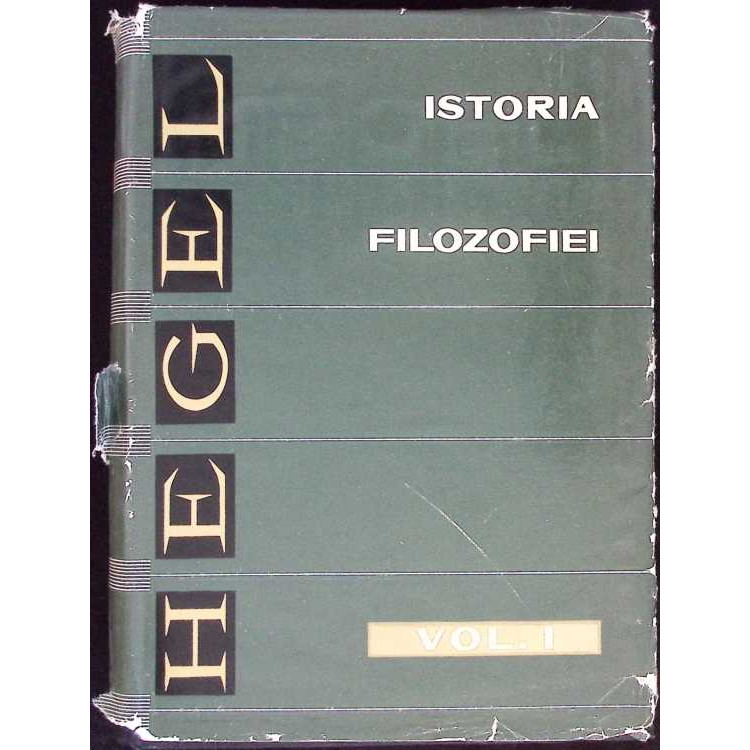 HEGEL
ISTORIA
FILOZOFIEI
VOL. I